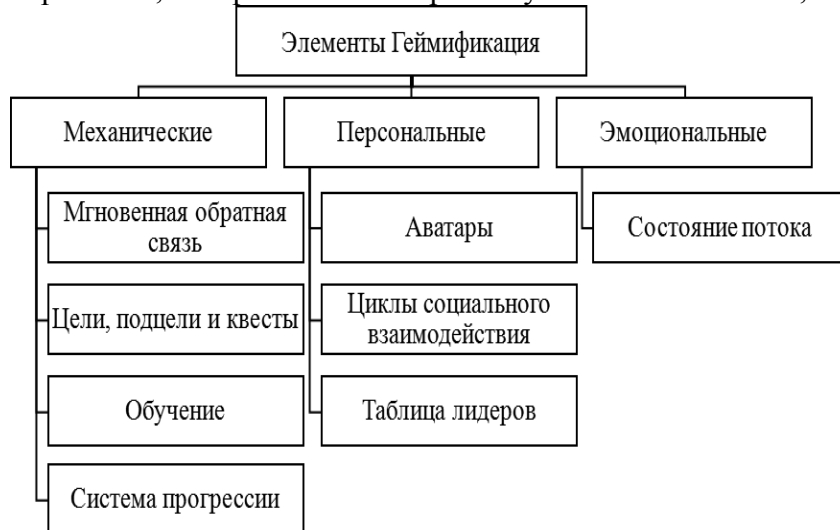 Элементы Геймификация
Механические
Персональные
Эмоциональные
Мгновенная обратная
связь
Аватары
Состояние потока
Цели, подцели и квесты
Циклы социального
взаимодействия
Обучение
Таблица лидеров
Система прогрессии